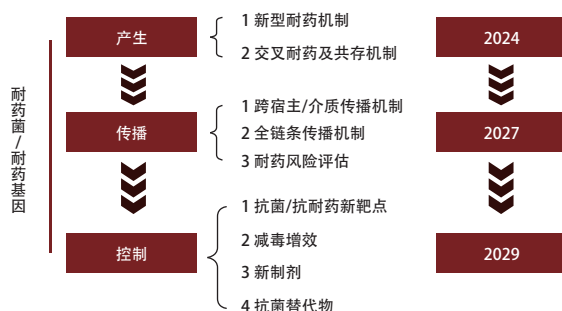 耐药菌/耐药基因
产生
1 新型耐药机制
2 交叉耐药及共存机制
2024
传播
1 跨宿主/介质传播机制
2 全链条传播机制
3 耐药风险评估
2027
控制
1 抗菌/抗耐药新靶点
2 减毒增效
3 新制剂
4 抗菌替代物
2029